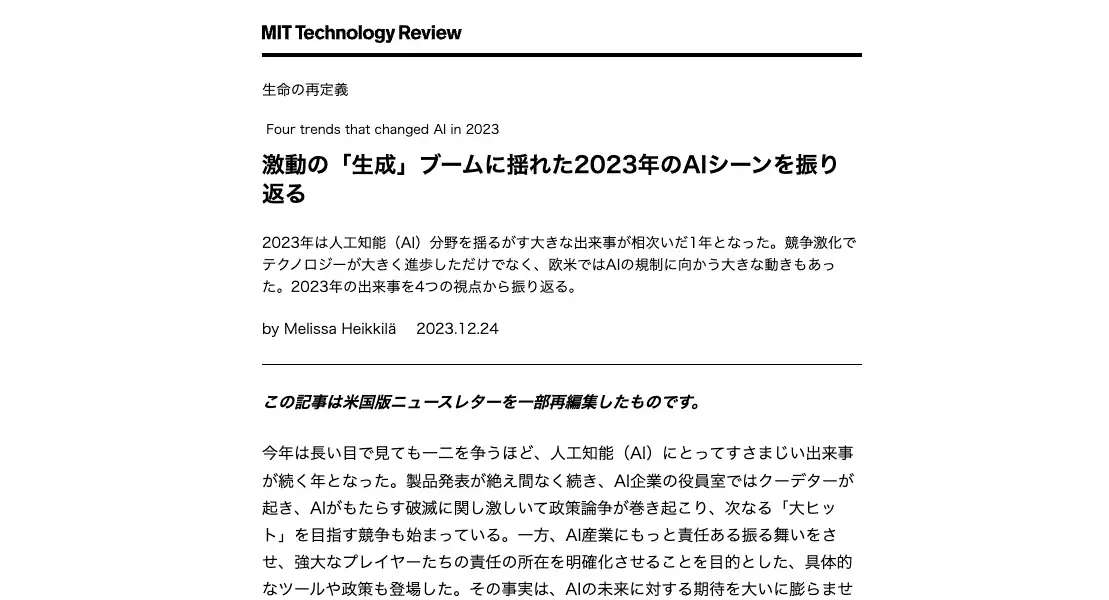 MIT Technology Review
生命の再定義
Four trends that changed AI in 2023
激動の「生成」ブームに揺れた2023年のAIシーンを振り
返る
2023年は人工知能（AI）分野を揺るがす大きな出来事が相次いだ1年となった。競争激化で
テクノロジーが大きく進歩しただけでなく、欧米ではAIの規制に向かう大きな動きもあっ
た。2023年の出来事を4つの視点から振り返る。
by Melissa Heikkilä 2023.12.24
この記事は米国版ニュースレターを一部再編集したものです。
今年は長い目で見ても一二を争うほど、人工知能（AI）にとってすさまじい出来事
が続く年となった。製品発表が絶え間なく続き、AI企業の役員室ではクーデターが
起き、AIがもたらす破滅に関し激しいて政策論争が巻き起こり、次なる「大ヒッ
ト」を目指す競争も始まっている。一方、AI産業にもっと責任ある振る舞いをさ
せ、強大なプレイヤーたちの責任の所在を明確化させることを目的とした、具体的
なツールや政策も登場した。その事実は、AIの未来に対する期待を大いに膨らませ